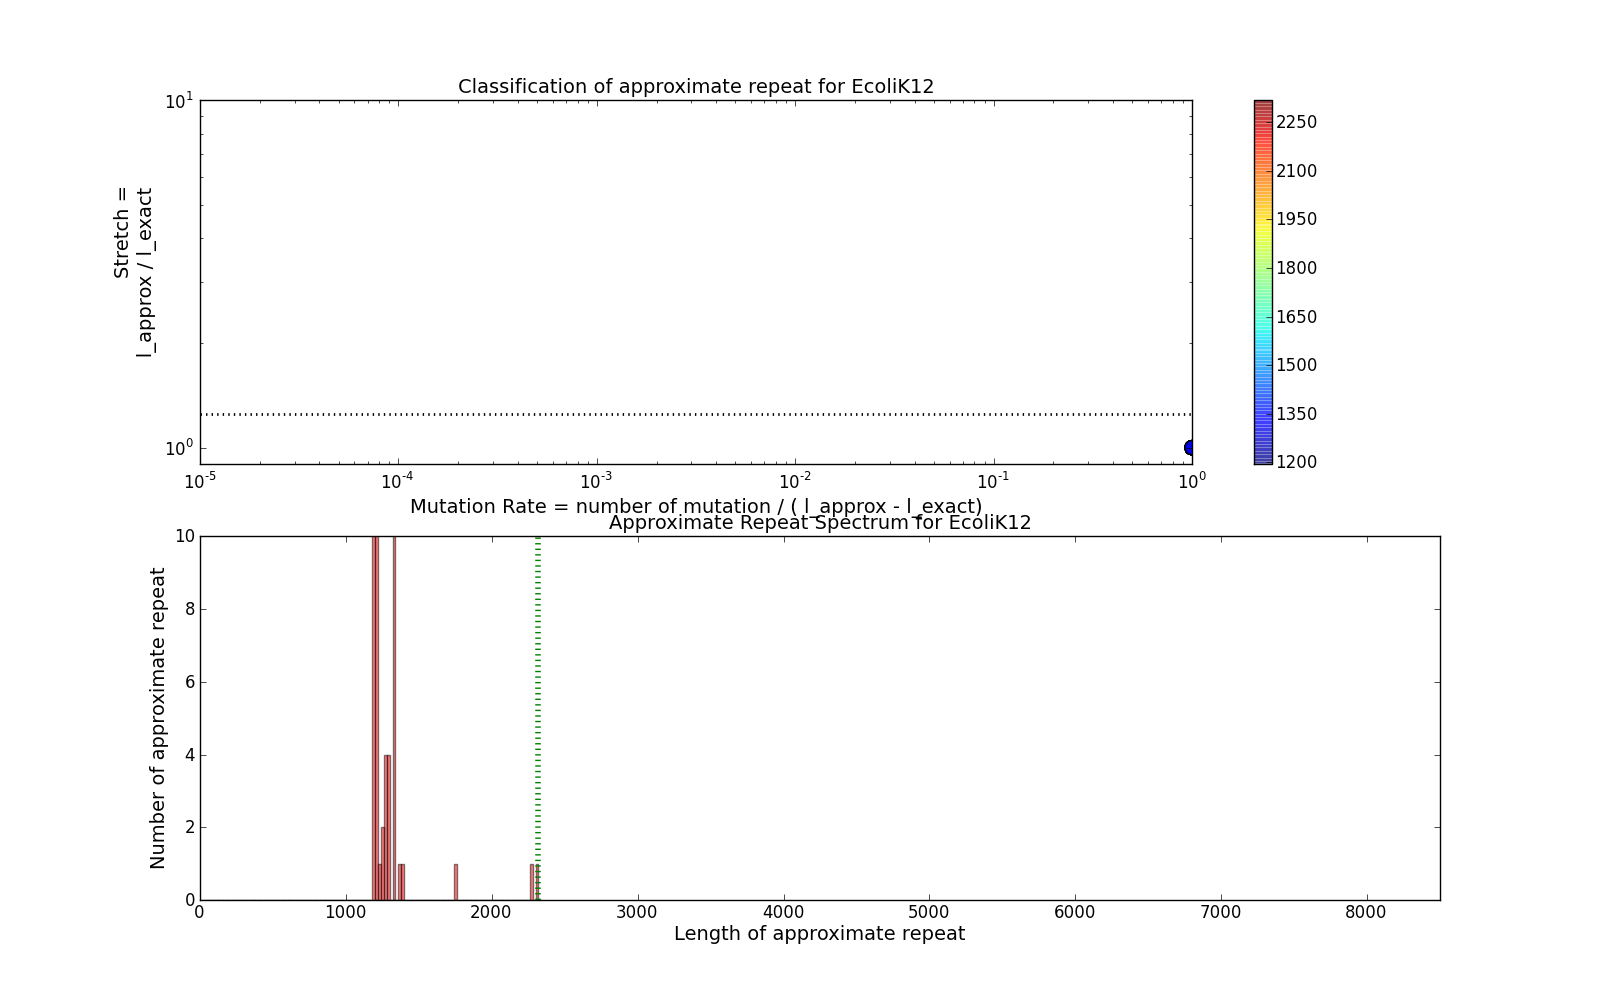 Classification of approximate repeat for EcoliK12
10^1
10^0
Stretch =
l_approx / l_exact
10^-5 10^-4 10^-3 10^-2 10^-1 10^0
Mutation Rate = number of mutation / ( l_approx - l_exact)
2250
2100
1950
1800
1650
1500
1350
1200
Approximate Repeat Spectrum for EcoliK12
10
8
6
4
2
0
Number of approximate repeat
0 1000 2000 3000 4000 5000 6000 7000 8000
Length of approximate repeat